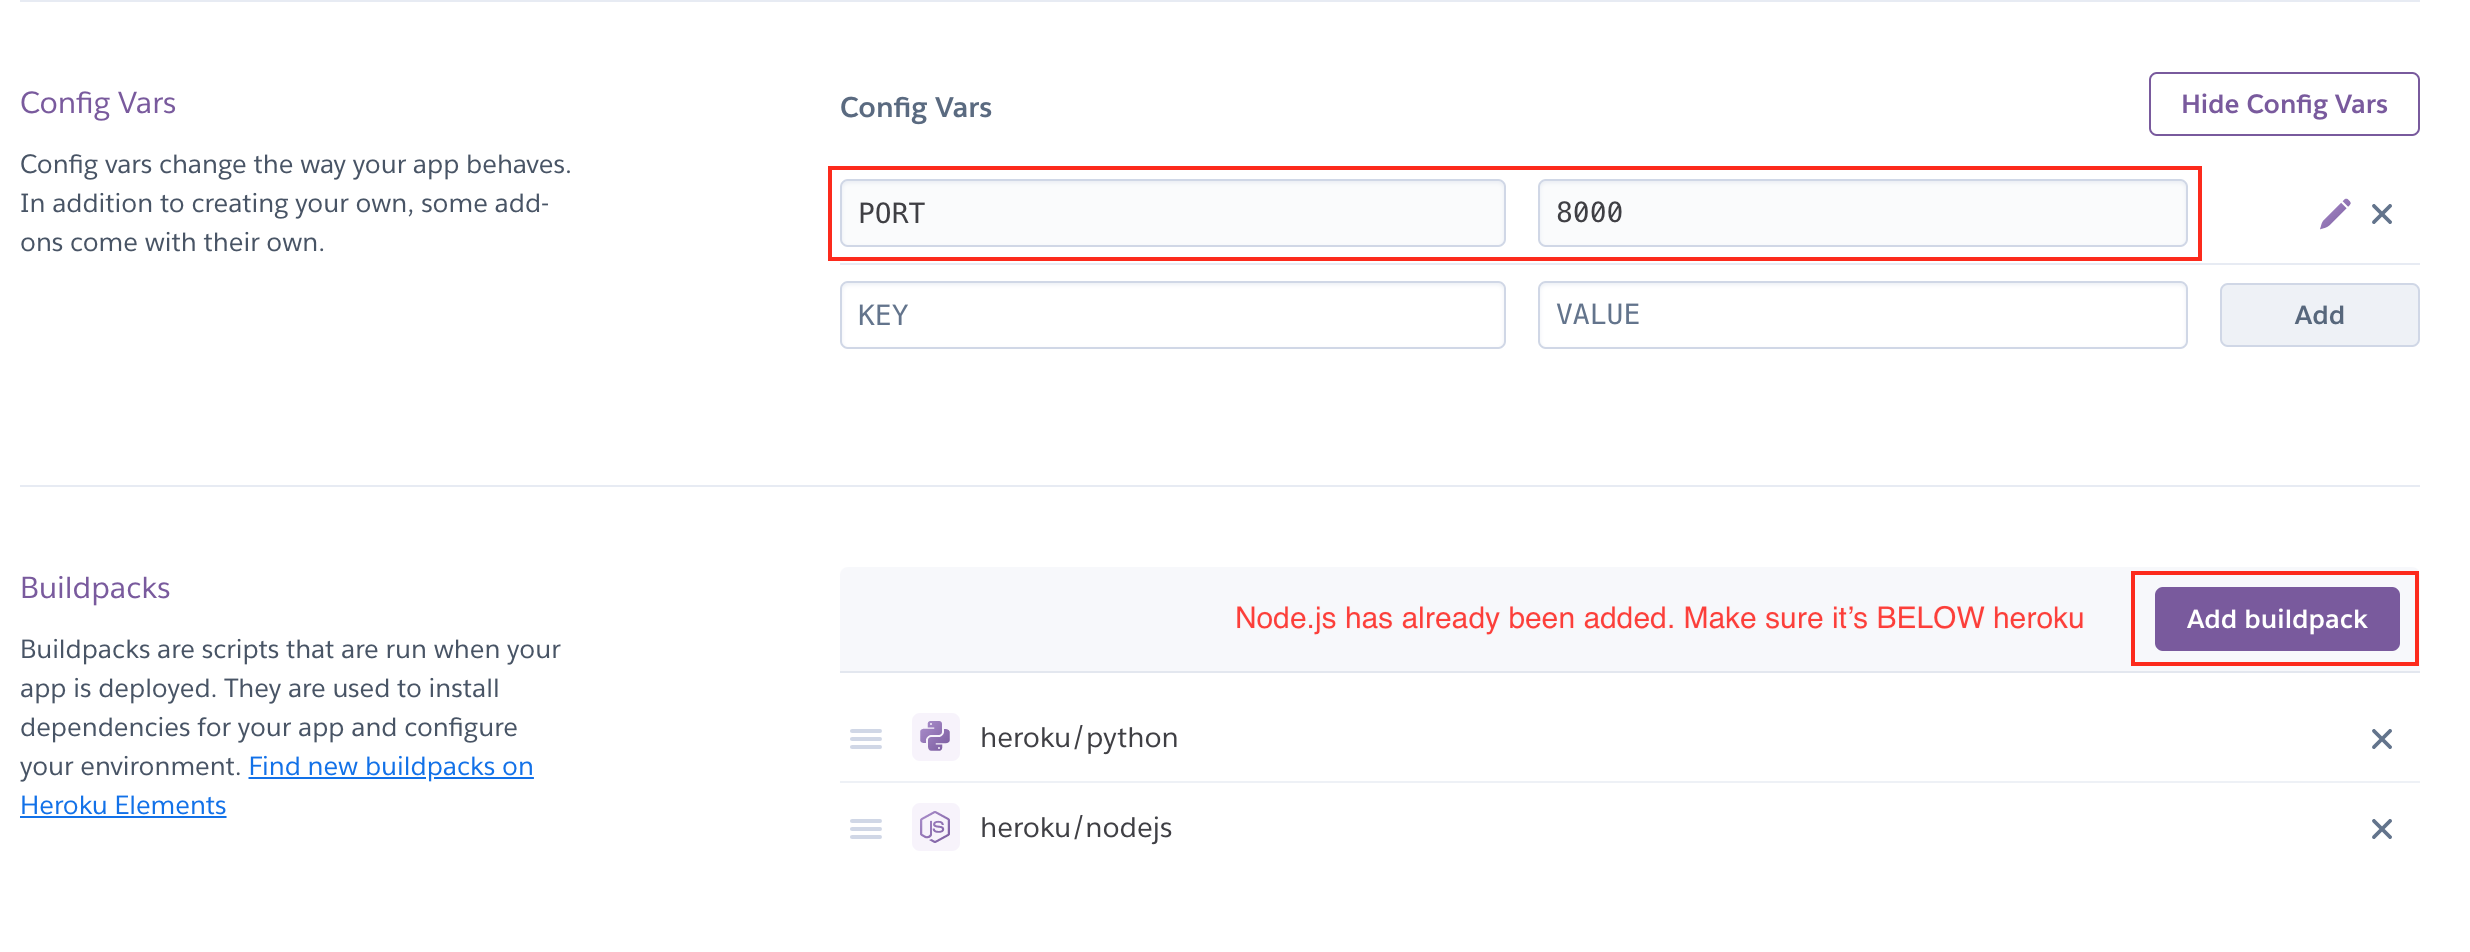 Config Vars
Config vars change the way your app behaves.
In addition to creating your own, some add-
ons come with their own.
Config Vars
Hide Config Vars
PORT 8000
KEY VALUE Add
Buildpacks
Buildpacks are scripts that are run when your
app is deployed. They are used to install
dependencies for your app and configure
your environment. Find new buildpacks on
Heroku Elements
Node.js has already been added. Make sure it’s BELOW heroku
Add buildpack
heroku/python
JS heroku/nodejs